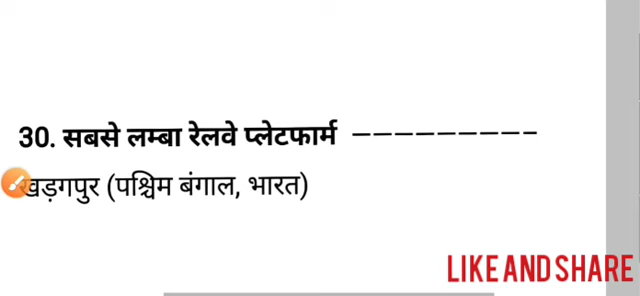 30. सबसे लम्बा रेलवे प्लेटफार्म ––––––––––
खड़गपुर (पश्चिम बंगाल, भारत)
LIKE AND SHARE